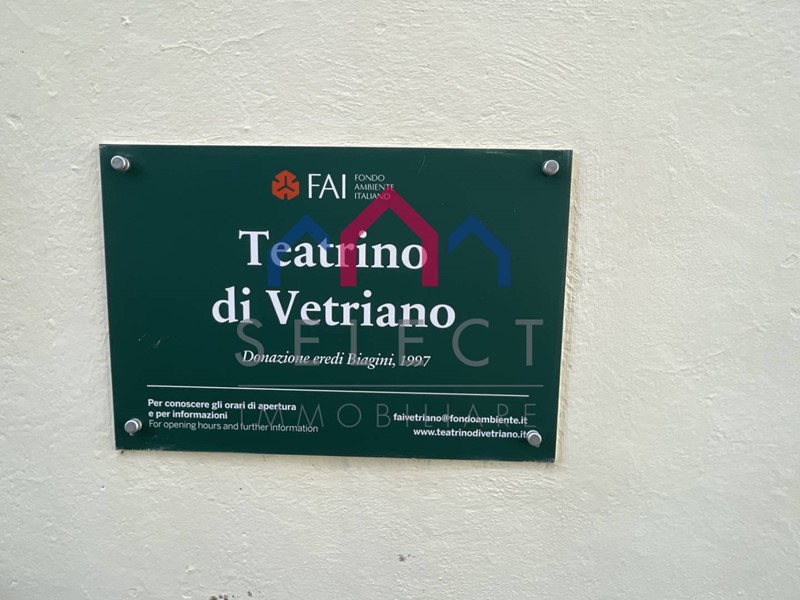 FAI FONDO
AMBIENTE
ITALIANO
Teatrino
di Vetriano
SELECT
Donazione eredi Biagini, 1997
Per conoscere gli orari di apertura
e per informazioni
For opening hours and further information
IMMOBILIARE
faivetriano@fondoambiente.it
www.teatrinodivetriano.it